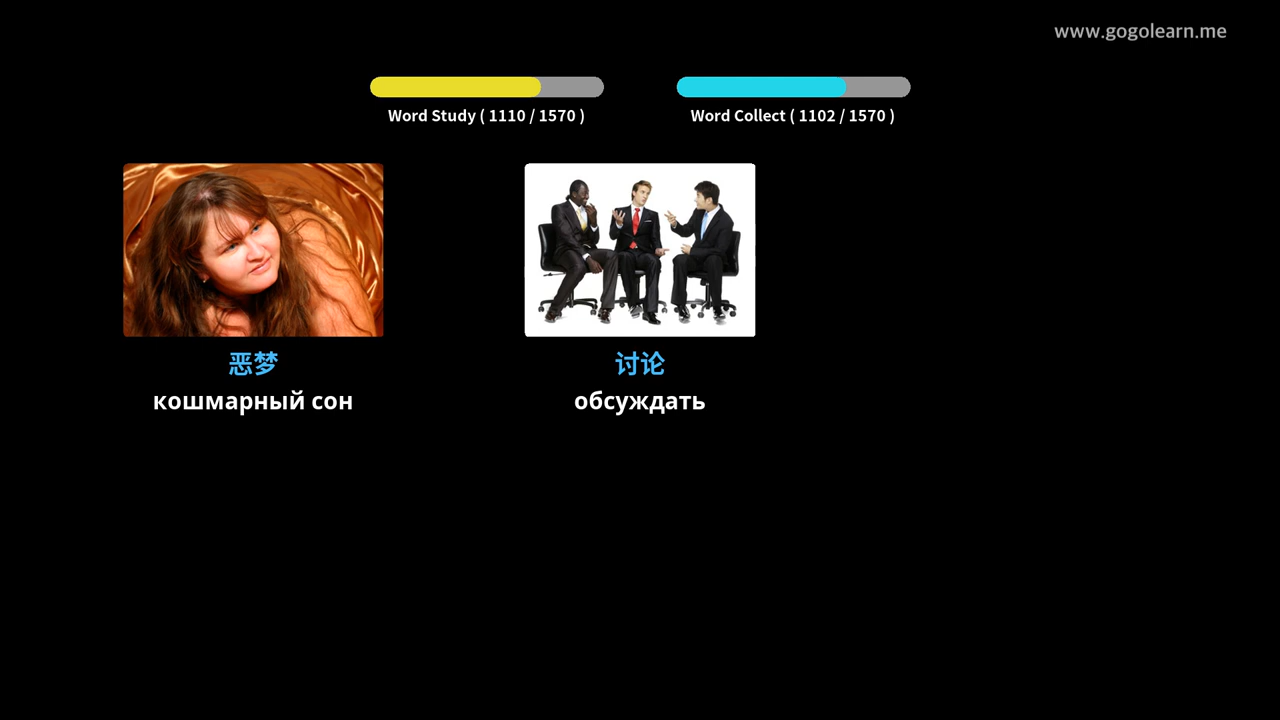 www.gogolearn.me
Word Study ( 1110 / 1570 )
Word Collect ( 1102 / 1570 )
恶梦
кошмарный сон
讨论
обсуждать